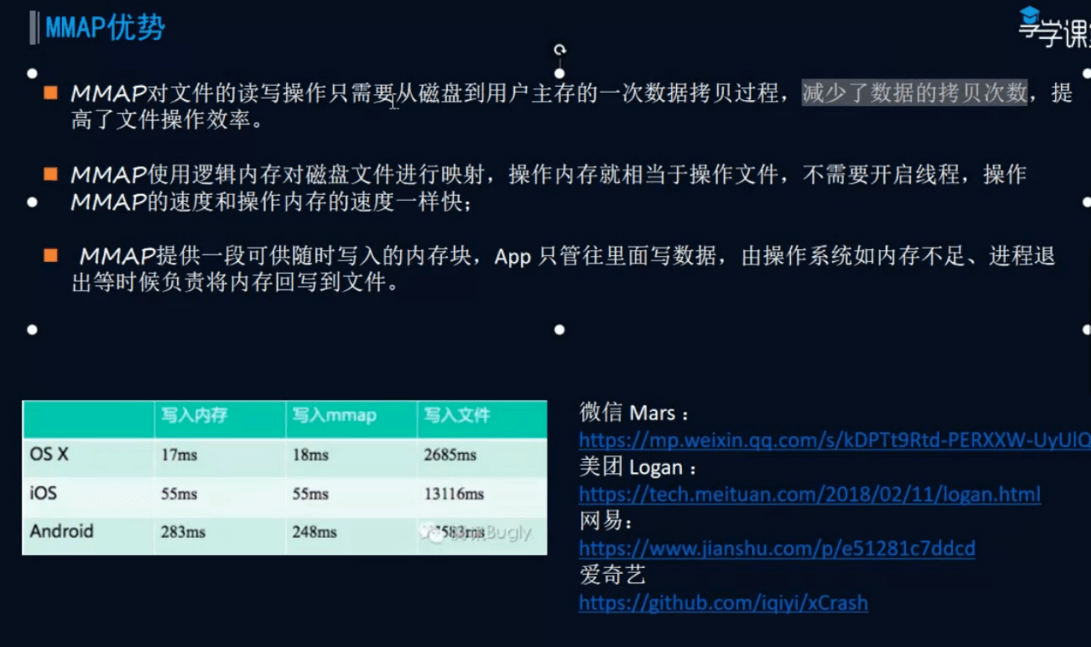 MMAP优势
学课
MMAP对文件的读写操作只需要从磁盘到用户主存的一次数据拷贝过程，减少了数据的拷贝次数，提
高了文件操作效率。
MMAP使用逻辑内存对磁盘文件进行映射，操作内存就相当于操作文件，不需要开启线程，操作
MMAP的速度和操作内存的速度一样快；
MMAP提供一段可供随时写入的内存块，App 只管往里面写数据，由操作系统如内存不足、进程退
出等时候负责将内存回写到文件。
写入内存 写入mmap 写入文件
OS X 17ms 18ms 2685ms
iOS 55ms 55ms 13116ms
Android 283ms 248ms
Bugly
微信 Mars：
https://mp.weixin.qq.com/s/kDPTt9Rtd-PERXXW-UyUlQ
美团 Logan：
https://tech.meituan.com/2018/02/11/logan.html
网易：
https://www.jianshu.com/p/e51281c7ddcd
爱奇艺
https://github.com/iqiyi/xCrash